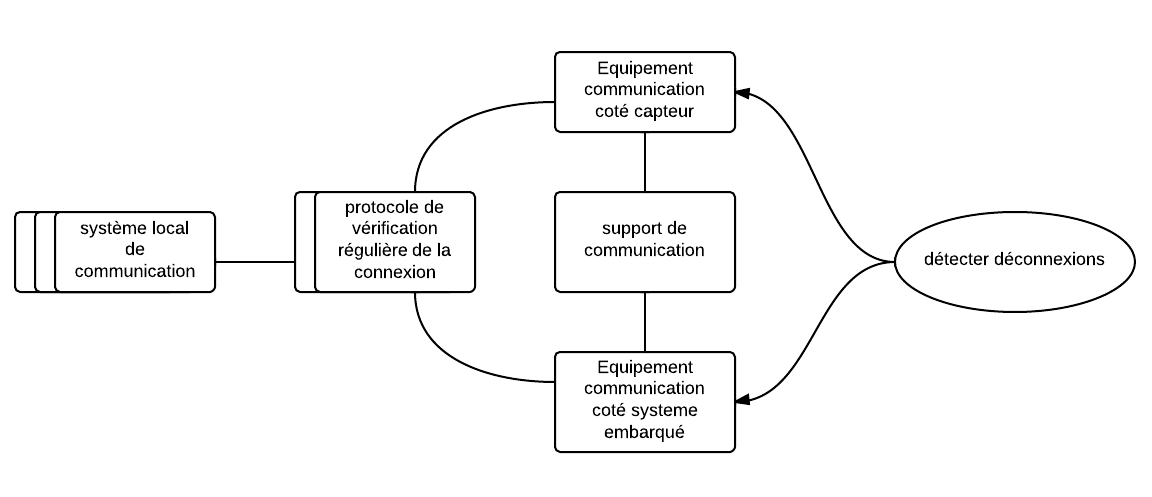 Equipement
communication
coté capteur
système local
de
communication
protocole de
vérification
régulière de la
connexion
support de
communication
détecter déconnexions
Equipement
communication
coté systeme
embarqué